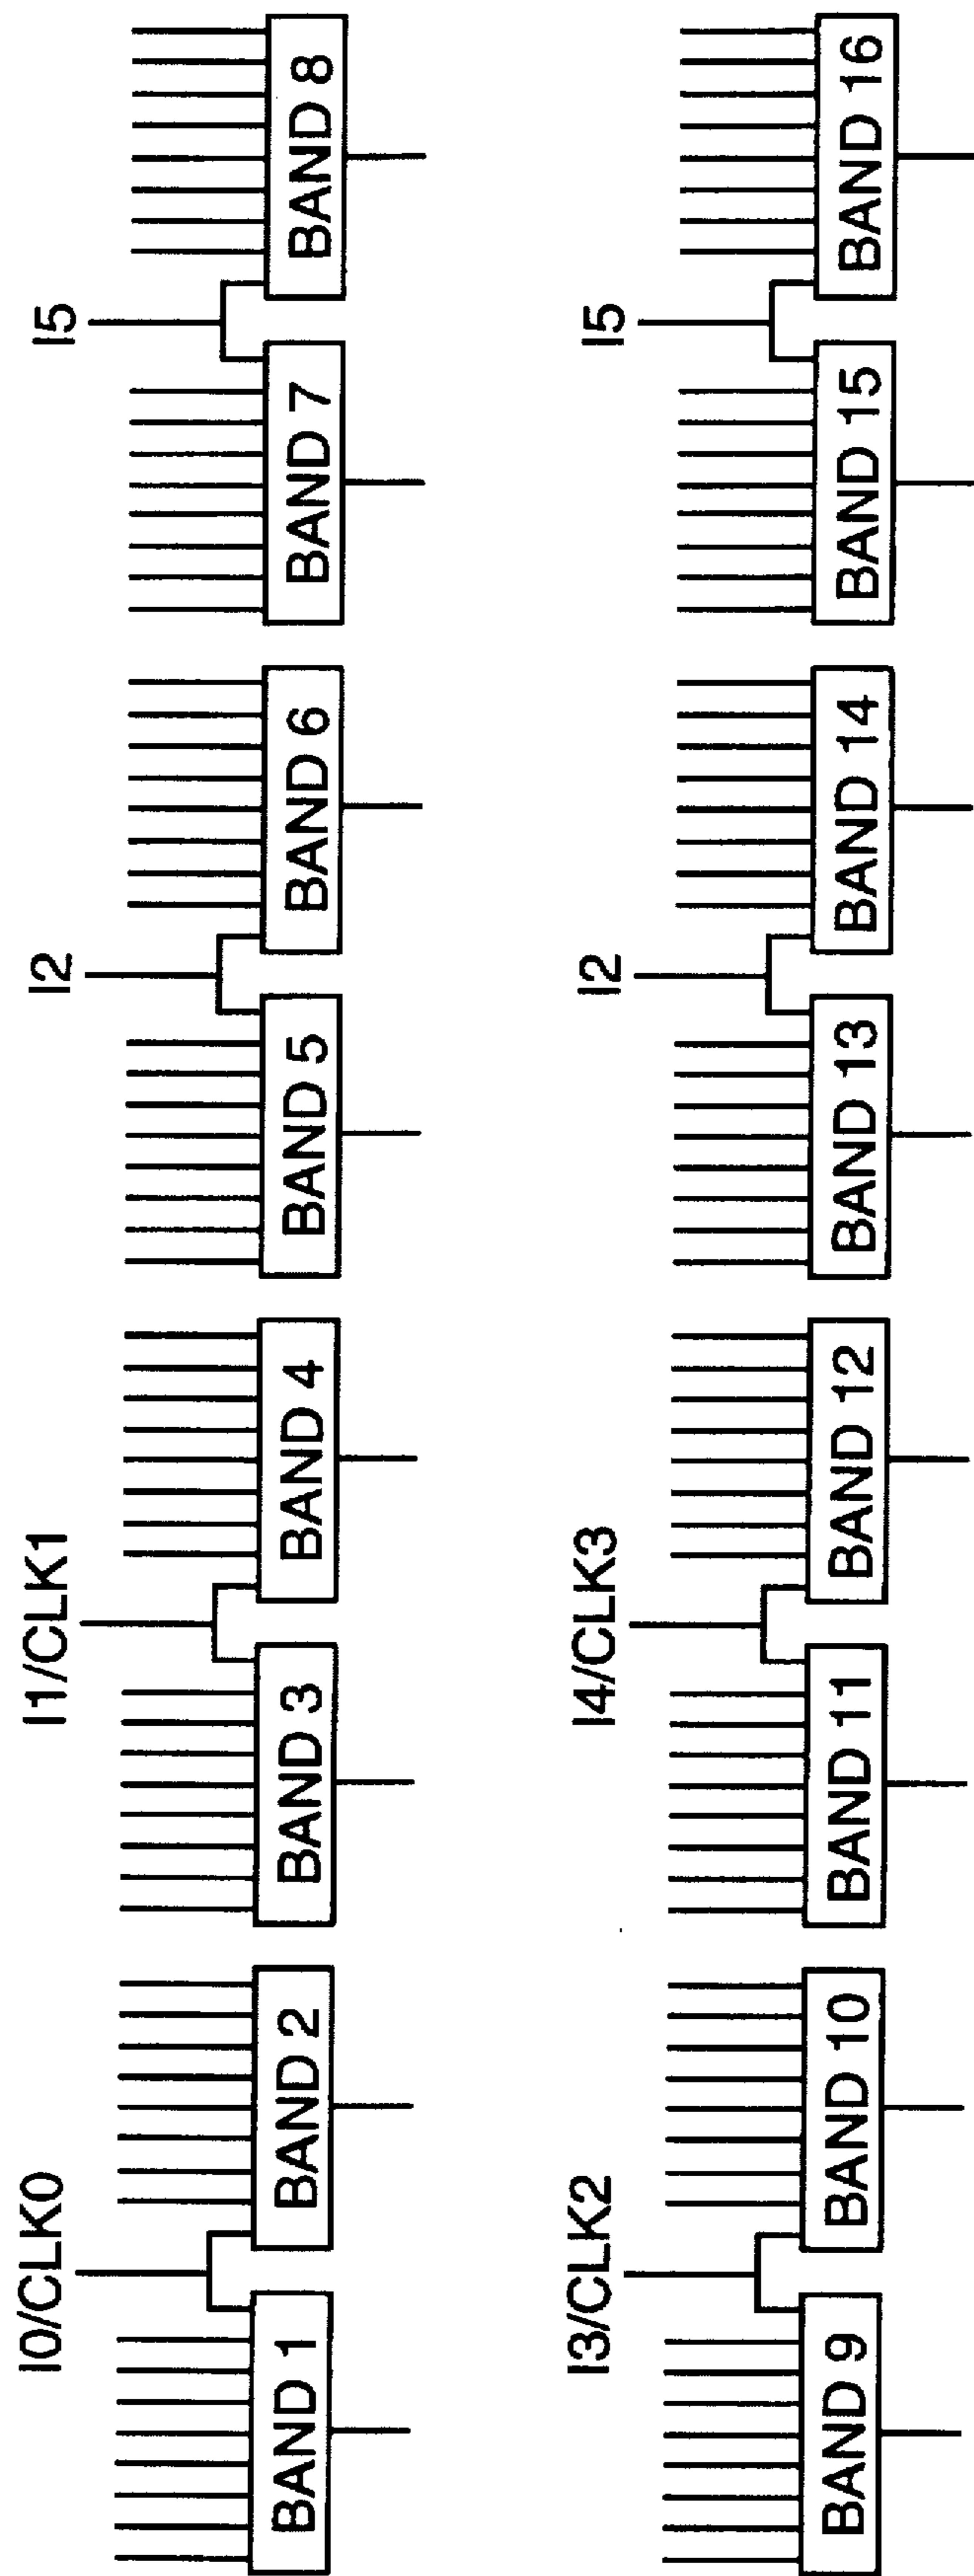 I0/CLK0
I1/CLK1
I2
I5
BAND 1
BAND 2
BAND 3
BAND 4
BAND 5
BAND 6
BAND 7
BAND 8
I3/CLK2
I4/CLK3
I2
I5
BAND 9
BAND 10
BAND 11
BAND 12
BAND 13
BAND 14
BAND 15
BAND 16